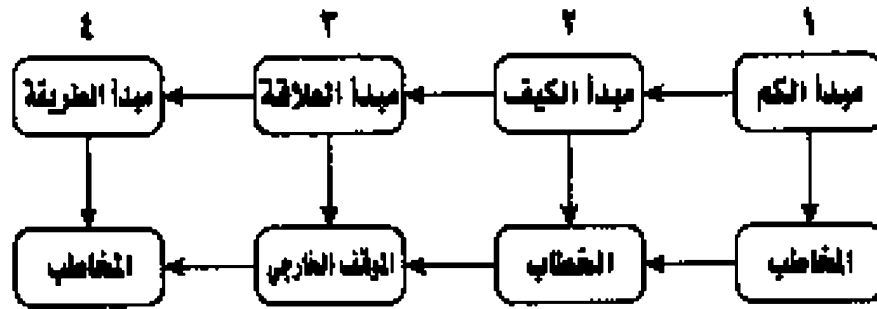 ١ ٢ ٣ ٤
مبدأ الكم مبدأ الكيف مبدأ العلاقة مبدأ الطريقة
المخاطب الخطاب الموقف الخارجي المخاطب